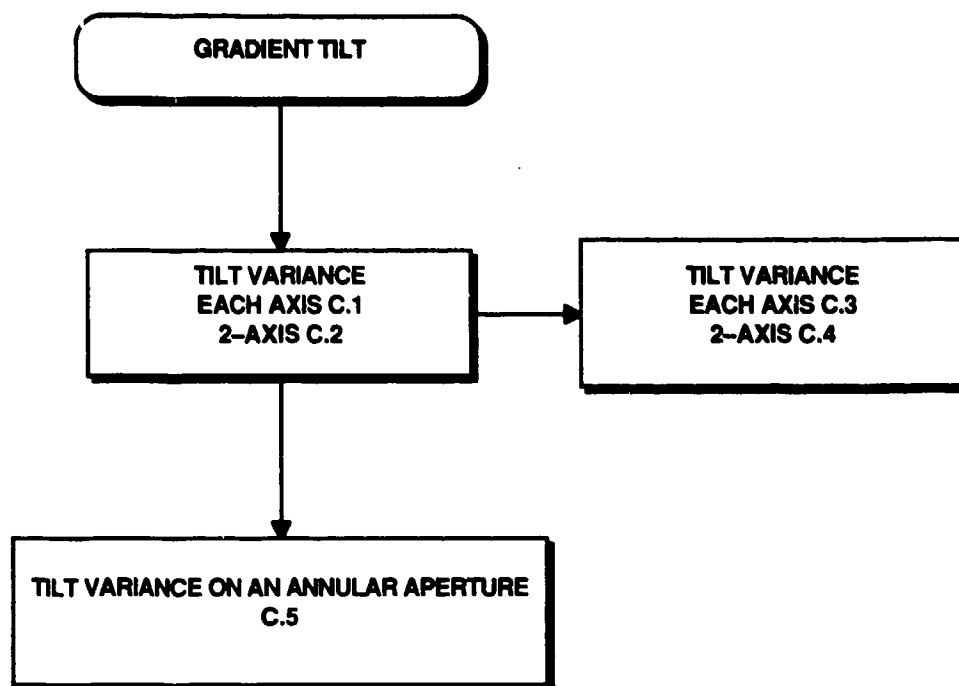 GRADIENT TILT
TILT VARIANCE
EACH AXIS C.1
2–AXIS C.2
TILT VARIANCE
EACH AXIS C.3
2–AXIS C.4
TILT VARIANCE ON AN ANNULAR APERTURE
C.5